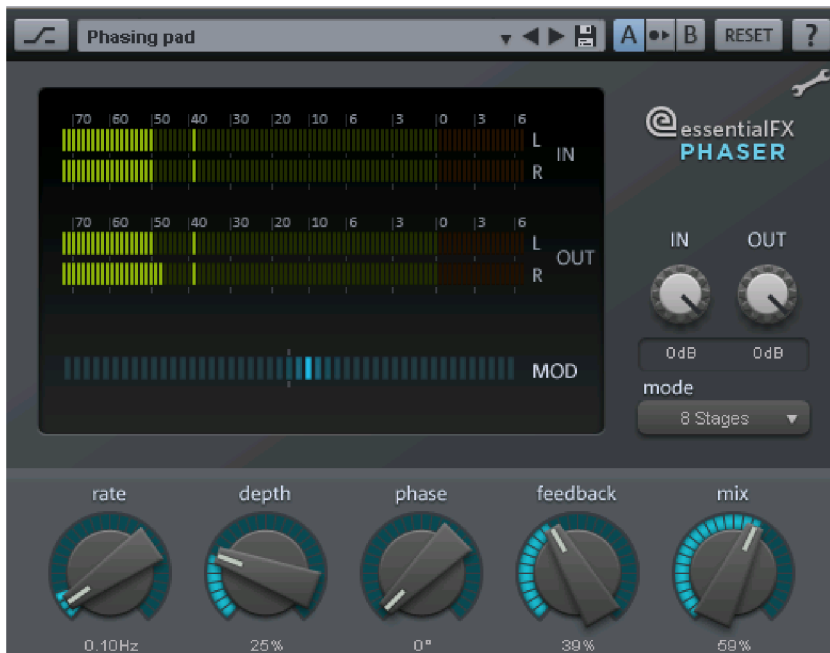 Phasing pad A B RESET ?
|70 |60 |50 |40 |30 |20 |10 |6 |3 |0 |3 |6
L
IN
R
|70 |60 |50 |40 |30 |20 |10 |6 |3 |0 |3 |6
L
OUT
R
MOD
essentialFX
PHASER
IN OUT
0dB 0dB
mode
8 Stages
rate depth phase feedback mix
0.10Hz 25% 0° 39% 59%